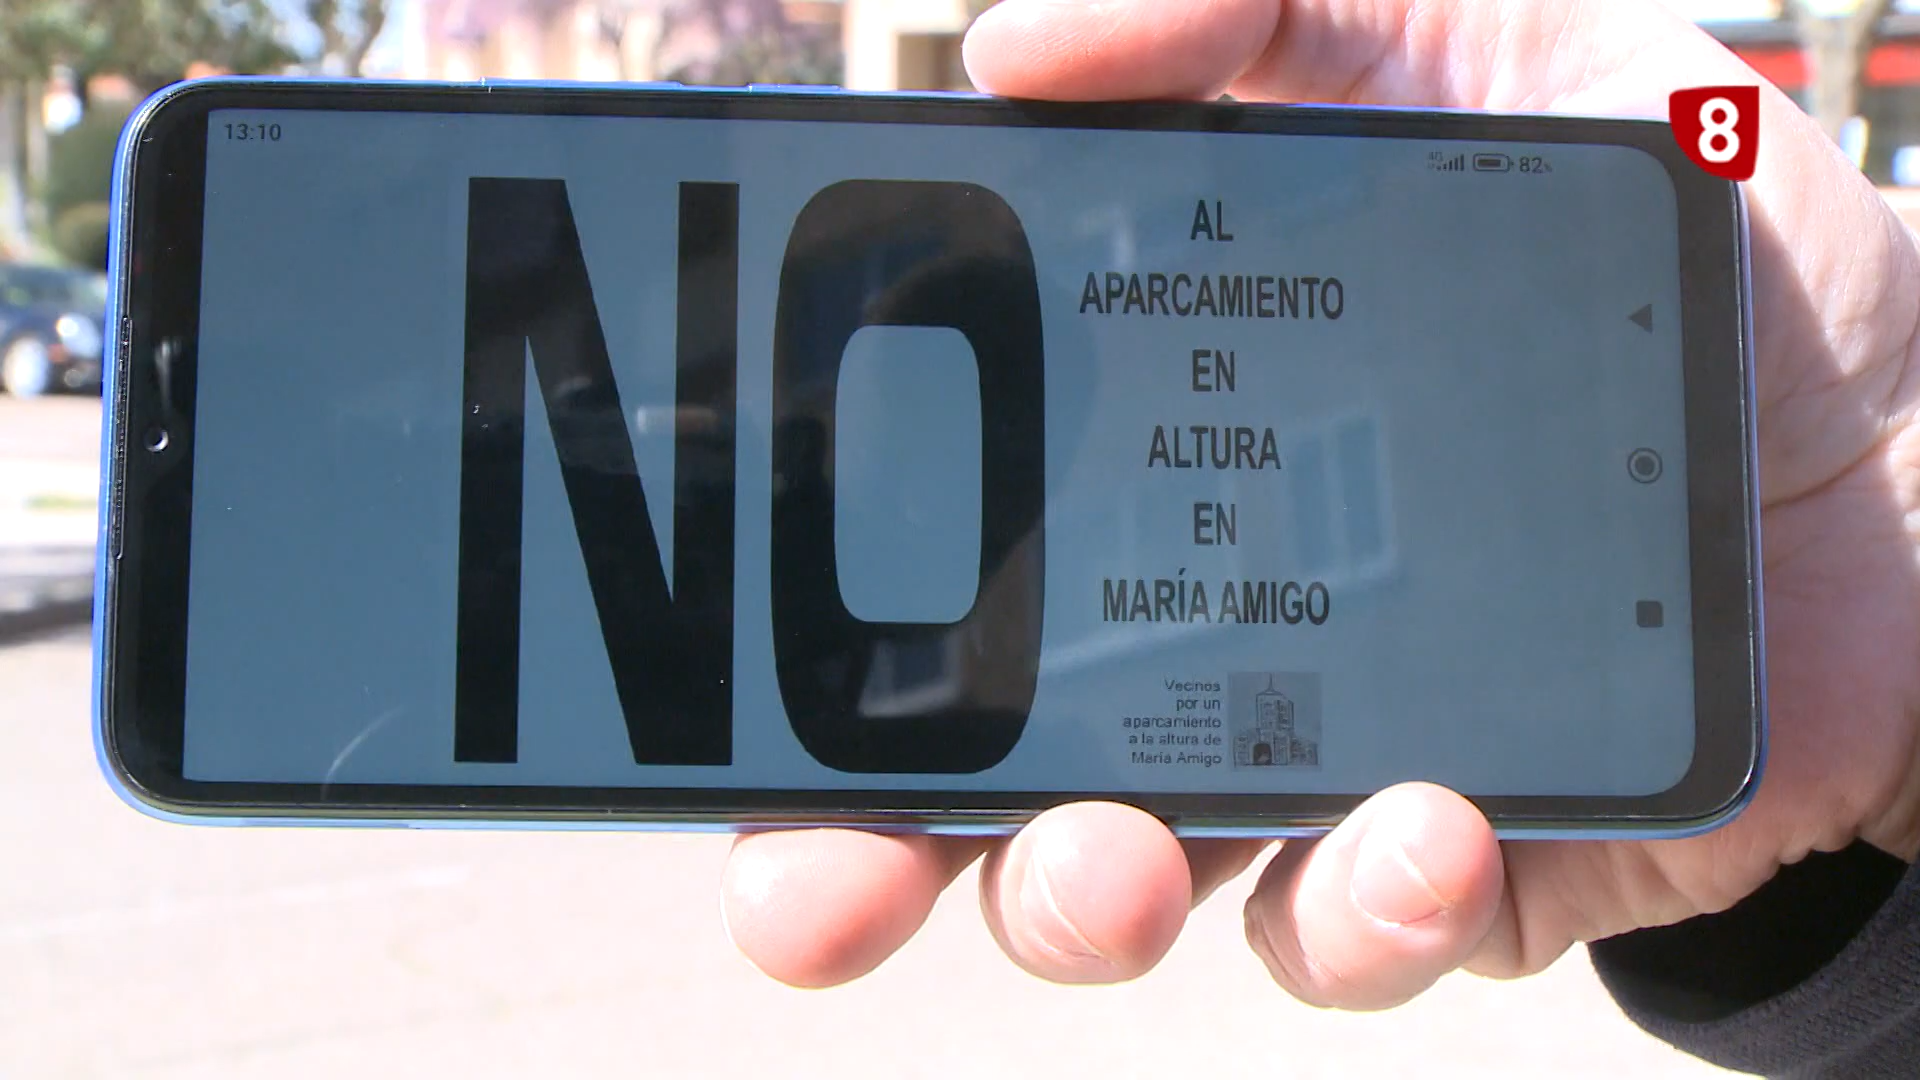 8
13:10
4G 82%
NO
AL
APARCAMIENTO
EN
ALTURA
EN
MARÍA AMIGO
Vecinos
por un
aparcamiento
a la altura de
María Amigo